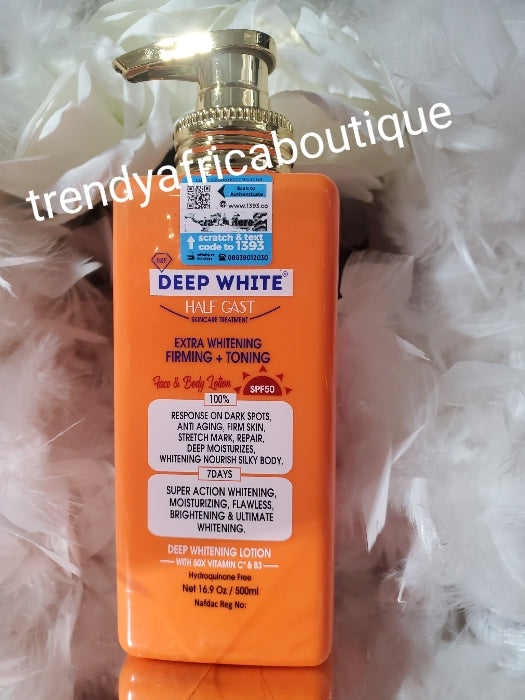 trendyafricaboutique
Scan to
Authenticate
www.1393.co
scratch & text
code to 1393
08039012030
D&F
DEEP WHITE®
HALF GAST
SKINCARE TREATMENT
EXTRA WHITENING
FIRMING + TONING
Face & Body Lotion
SPF50
100%
RESPONSE ON DARK SPOTS,
ANTI AGING, FIRM SKIN,
STRETCH MARK, REPAIR,
DEEP MOISTURIZES,
WHITENING NOURISH SILKY BODY.
7DAYS
SUPER ACTION WHITENING,
MOISTURIZING, FLAWLESS,
BRIGHTENING & ULTIMATE
WHITENING.
DEEP WHITENING LOTION
WITH 50X VITAMIN C+ & B3
Hydroquinone Free
Net 16.9 Oz / 500ml
Nafdac Reg No: